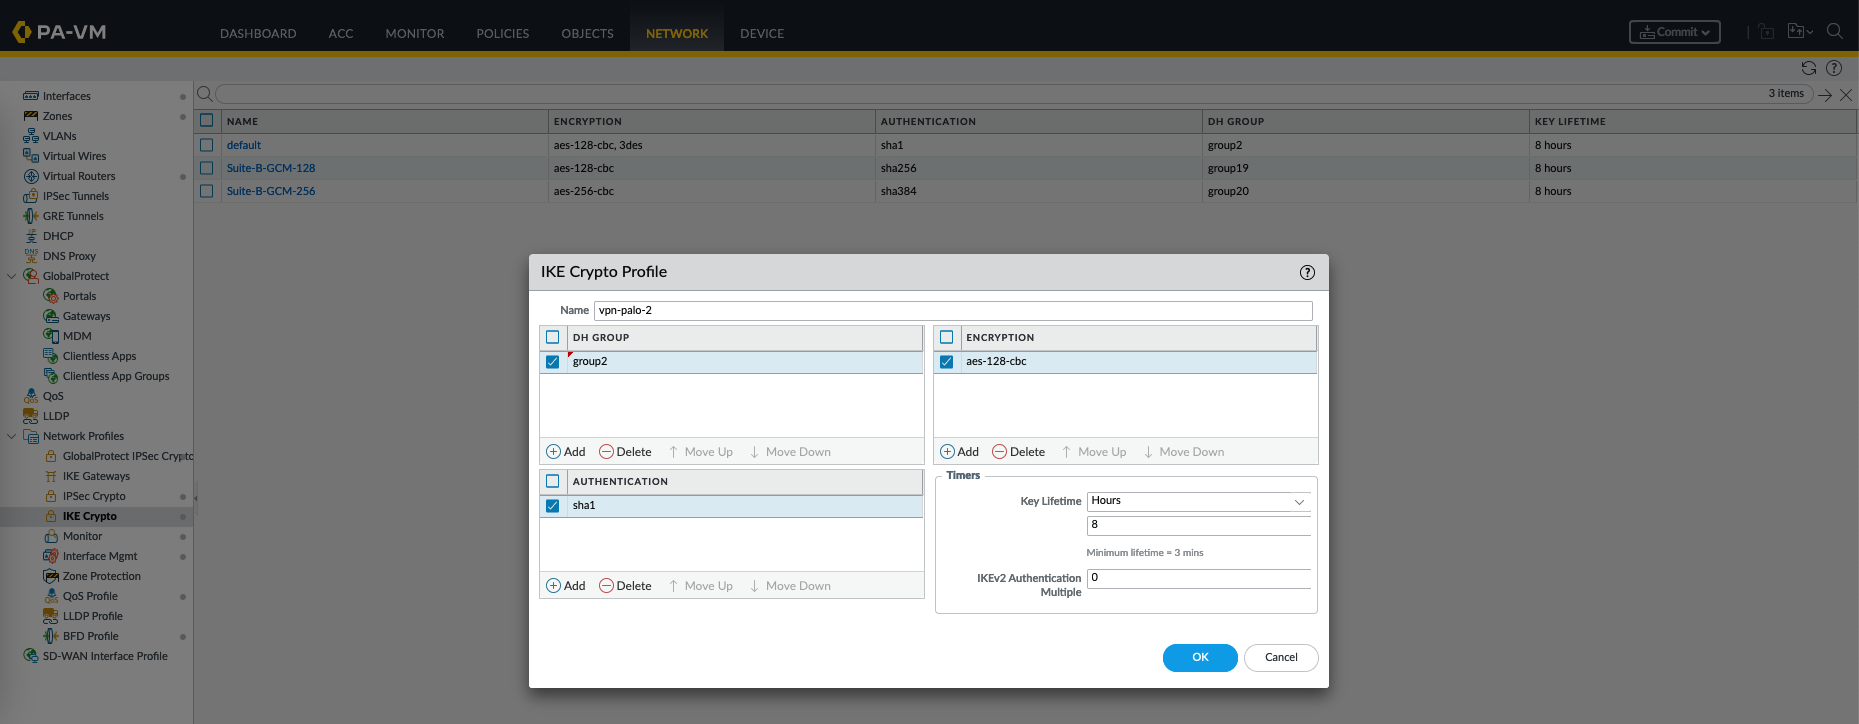 PA-VM
DASHBOARD ACC MONITOR POLICIES OBJECTS NETWORK DEVICE Commit
3 items
Interfaces
Zones
VLANs
Virtual Wires
Virtual Routers
IPSec Tunnels
GRE Tunnels
DHCP
DNS Proxy
GlobalProtect
Portals
Gateways
MDM
Clientless Apps
Clientless App Groups
QoS
LLDP
Network Profiles
GlobalProtect IPSec Crypto
IKE Gateways
IPSec Crypto
IKE Crypto
Monitor
Interface Mgmt
Zone Protection
QoS Profile
LLDP Profile
BFD Profile
SD-WAN Interface Profile
NAME ENCRYPTION AUTHENTICATION DH GROUP KEY LIFETIME
default aes-128-cbc, 3des sha1 group2 8 hours
Suite-B-GCM-128 aes-128-cbc sha256 group19 8 hours
Suite-B-GCM-256 aes-256-cbc sha384 group20 8 hours
IKE Crypto Profile
Name vpn-palo-2
DH GROUP
group2
Add Delete Move Up Move Down
ENCRYPTION
aes-128-cbc
Add Delete Move Up Move Down
AUTHENTICATION
sha1
Add Delete Move Up Move Down
Timers
Key Lifetime Hours
8
Minimum lifetime = 3 mins
IKEv2 Authentication 0
Multiple
OK Cancel